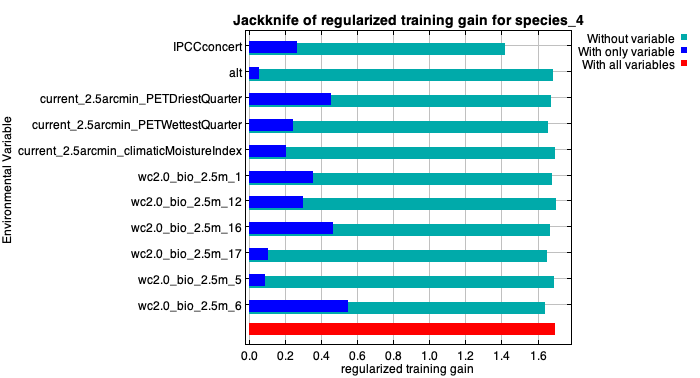 Jackknife of regularized training gain for species_4
Without variable
With only variable
With all variables
Environmental Variable
IPCCconcert
alt
current_2.5arcmin_PETDriestQuarter
current_2.5arcmin_PETWettestQuarter
current_2.5arcmin_climaticMoistureIndex
wc2.0_bio_2.5m_1
wc2.0_bio_2.5m_12
wc2.0_bio_2.5m_16
wc2.0_bio_2.5m_17
wc2.0_bio_2.5m_5
wc2.0_bio_2.5m_6
0.0 0.2 0.4 0.6 0.8 1.0 1.2 1.4 1.6
regularized training gain